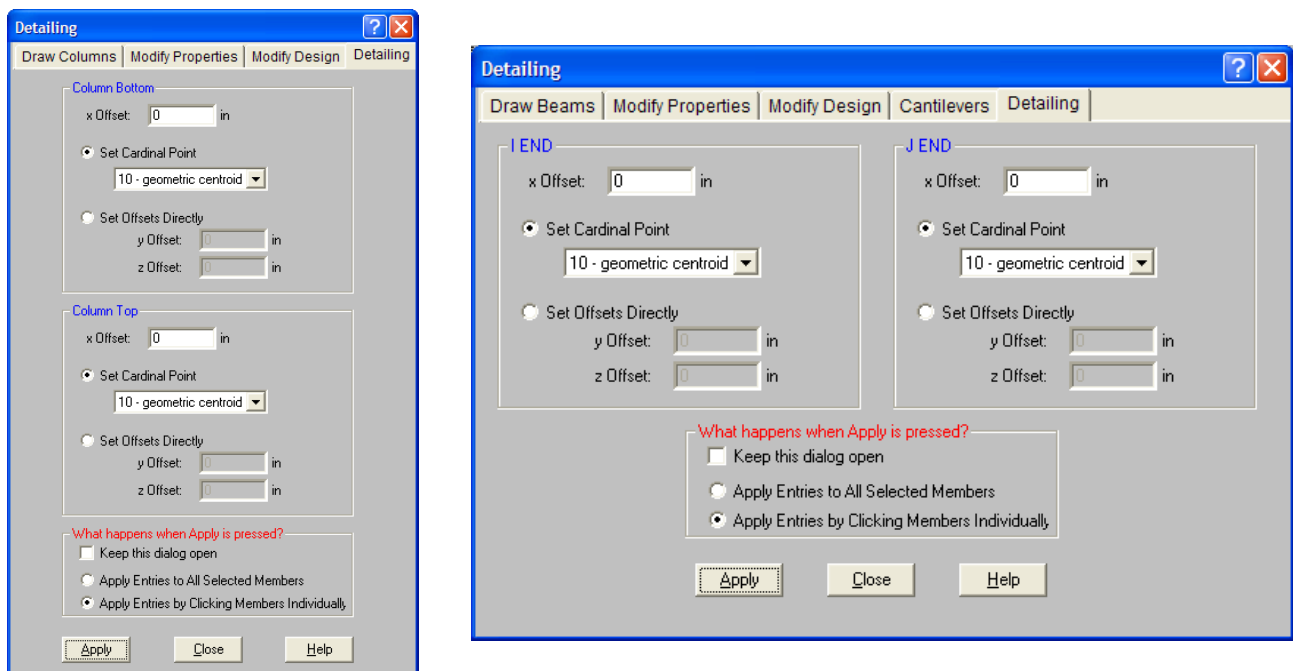 Detailing
Draw Columns Modify Properties Modify Design Detailing
Column Bottom
x Offset: 0 in
Set Cardinal Point
10 - geometric centroid
Set Offsets Directly
y Offset: 0 in
z Offset: 0 in
Column Top
x Offset: 0 in
Set Cardinal Point
10 - geometric centroid
Set Offsets Directly
y Offset: 0 in
z Offset: 0 in
What happens when Apply is pressed?
Keep this dialog open
Apply Entries to All Selected Members
Apply Entries by Clicking Members Individually
Apply Close Help
Detailing
Draw Beams Modify Properties Modify Design Cantilevers Detailing
I END
x Offset: 0 in
Set Cardinal Point
10 - geometric centroid
Set Offsets Directly
y Offset: 0 in
z Offset: 0 in
J END
x Offset: 0 in
Set Cardinal Point
10 - geometric centroid
Set Offsets Directly
y Offset: 0 in
z Offset: 0 in
What happens when Apply is pressed?
Keep this dialog open
Apply Entries to All Selected Members
Apply Entries by Clicking Members Individually
Apply Close Help